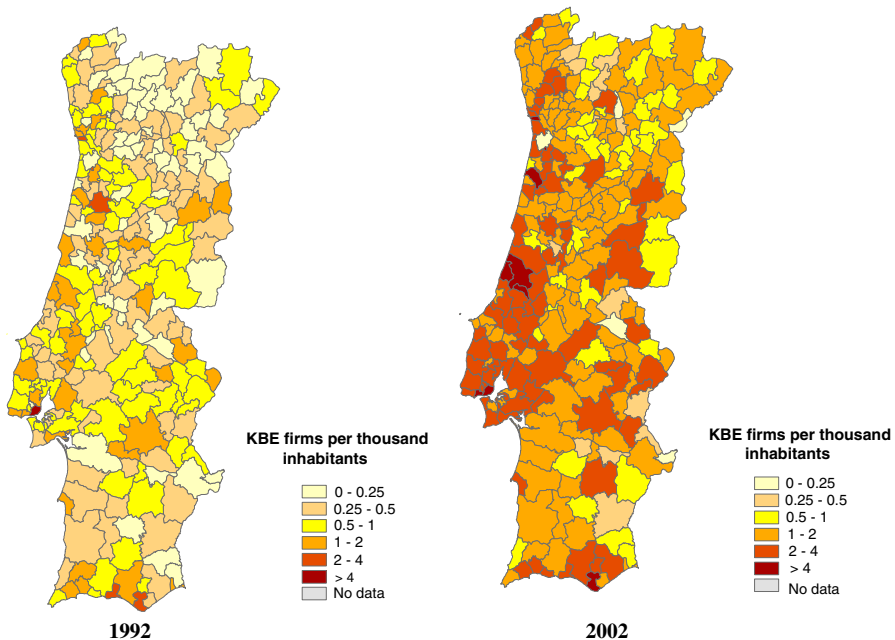 KBE firms per thousand
inhabitants
0 - 0.25
0.25 - 0.5
0.5 - 1
1 - 2
2 - 4
> 4
No data
1992
KBE firms per thousand
inhabitants
0 - 0.25
0.25 - 0.5
0.5 - 1
1 - 2
2 - 4
> 4
No data
2002